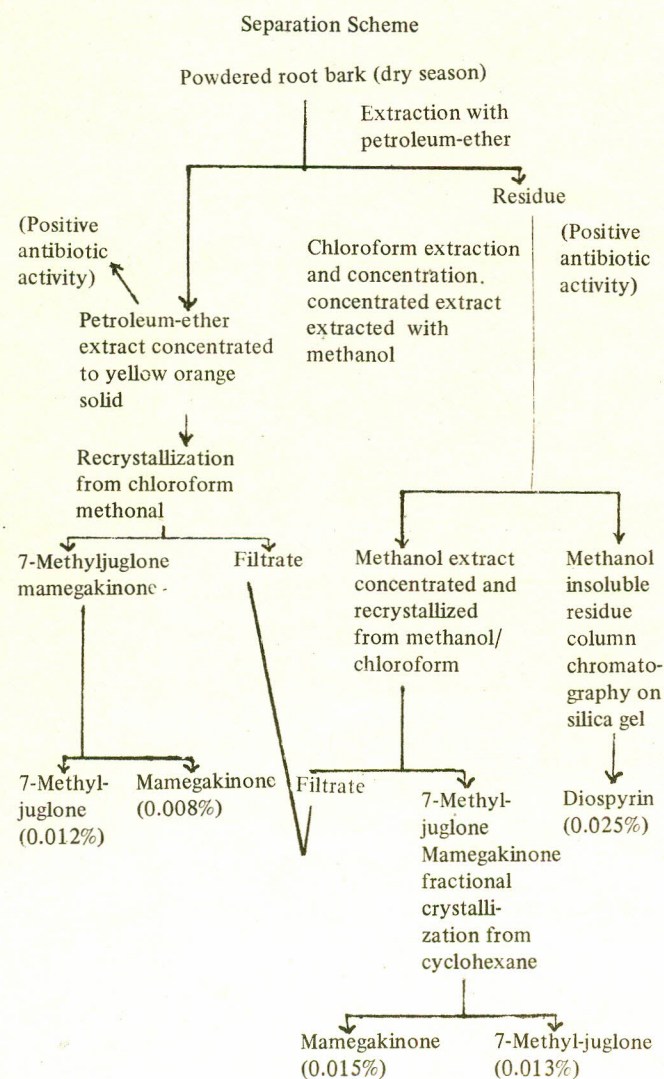 Separation Scheme
Powdered root bark (dry season)
Extraction with
petroleum-ether
Residue
(Positive
antibiotic
activity)
Chloroform extraction
and concentration.
concentrated extract
extracted with
methanol
(Positive
antibiotic
activity)
Petroleum-ether
extract concentrated
to yellow orange
solid
Recrystallization
from chloroform
methonal
7-Methyljuglone
mamegakinone -
Filtrate
Methanol extract
concentrated and
recrystallized
from methanol/
chloroform
Methanol
insoluble
residue
column
chromato-
graphy on
silica gel
7-Methyl-
juglone
(0.012%)
Mamegakinone
(0.008%)
Filtrate
7-Methyl-
juglone
Mamegakinone
fractional
crystalli-
zation from
cyclohexane
Diospyrin
(0.025%)
Mamegakinone
(0.015%)
7-Methyl-juglone
(0.013%)